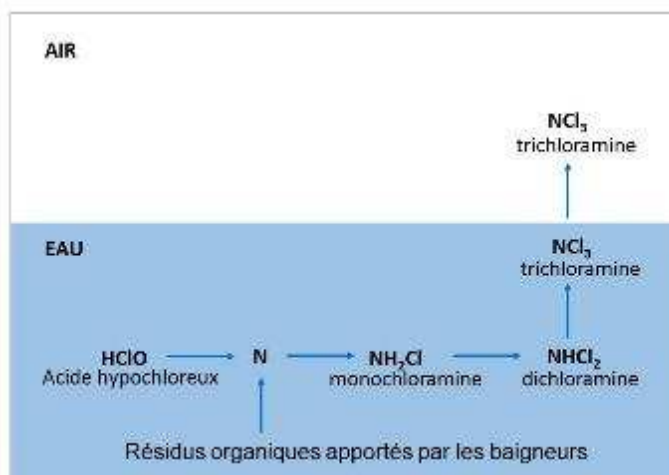 AIR
NCl₃
trichloramine
EAU
NCl₃
trichloramine
HClO
Acide hypochloreux
N
NH₂Cl
monochloramine
NHCl₂
dichloramine
Résidus organiques apportés par les baigneurs